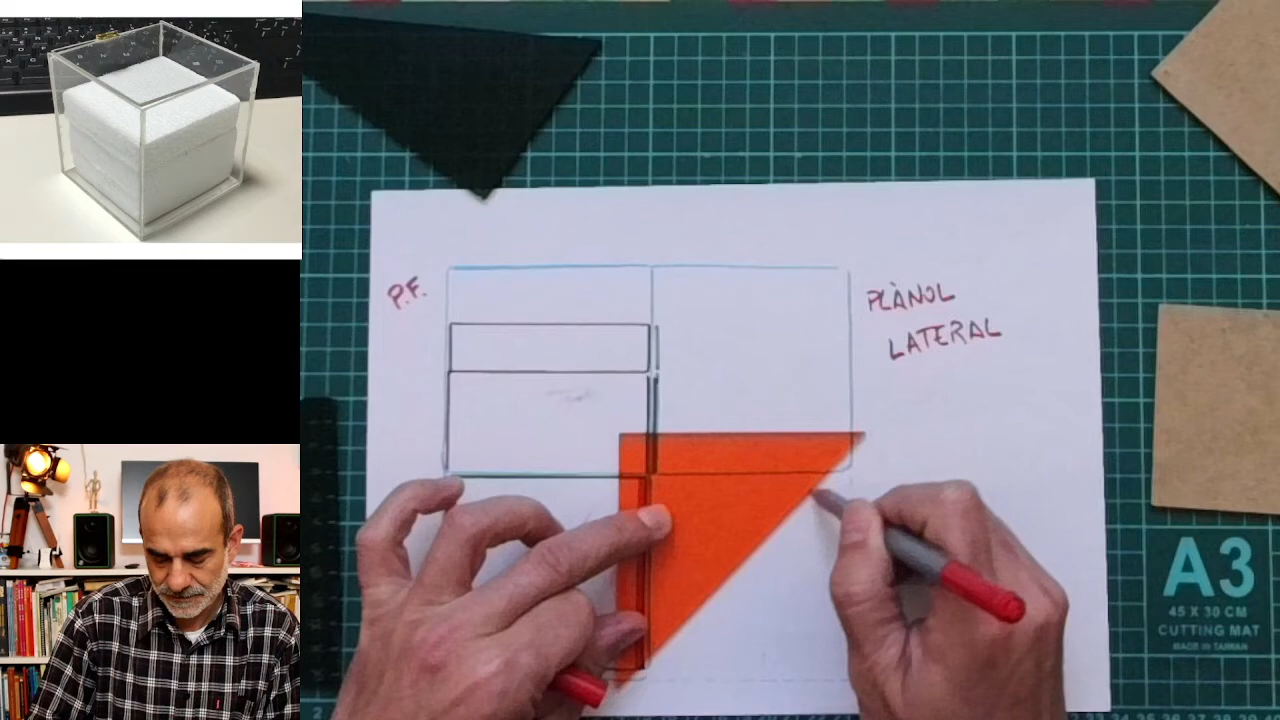 P.F.
PLÀNOL
LATERAL
A3
45 X 30 CM
CUTTING MAT
MADE IN TAIWAN